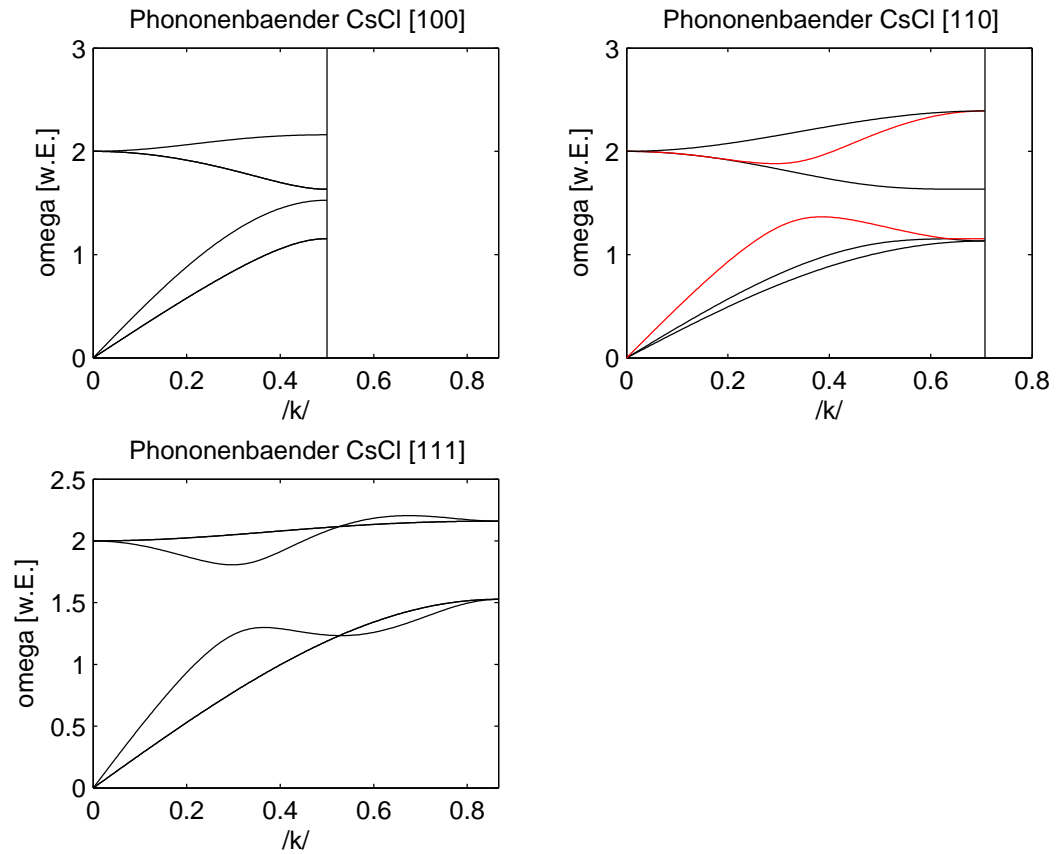 Phononenbaender CsCl [100]
3
2
1
0
omega [w.E.]
0 0.2 0.4 0.6 0.8
/k/
Phononenbaender CsCl [110]
3
2
1
0
omega [w.E.]
0 0.2 0.4 0.6 0.8
/k/
Phononenbaender CsCl [111]
2.5
2
1.5
1
0.5
0
omega [w.E.]
0 0.2 0.4 0.6 0.8
/k/